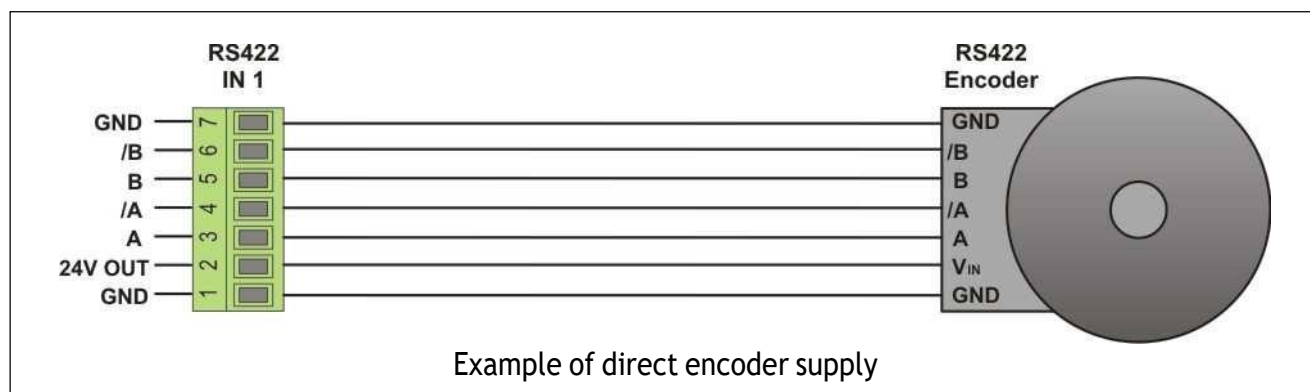 RS422
IN 1
RS422
Encoder
GND 7 GND
/B 6 /B
B 5 B
/A 4 /A
A 3 A
24V OUT 2 VIN
GND 1 GND
Example of direct encoder supply